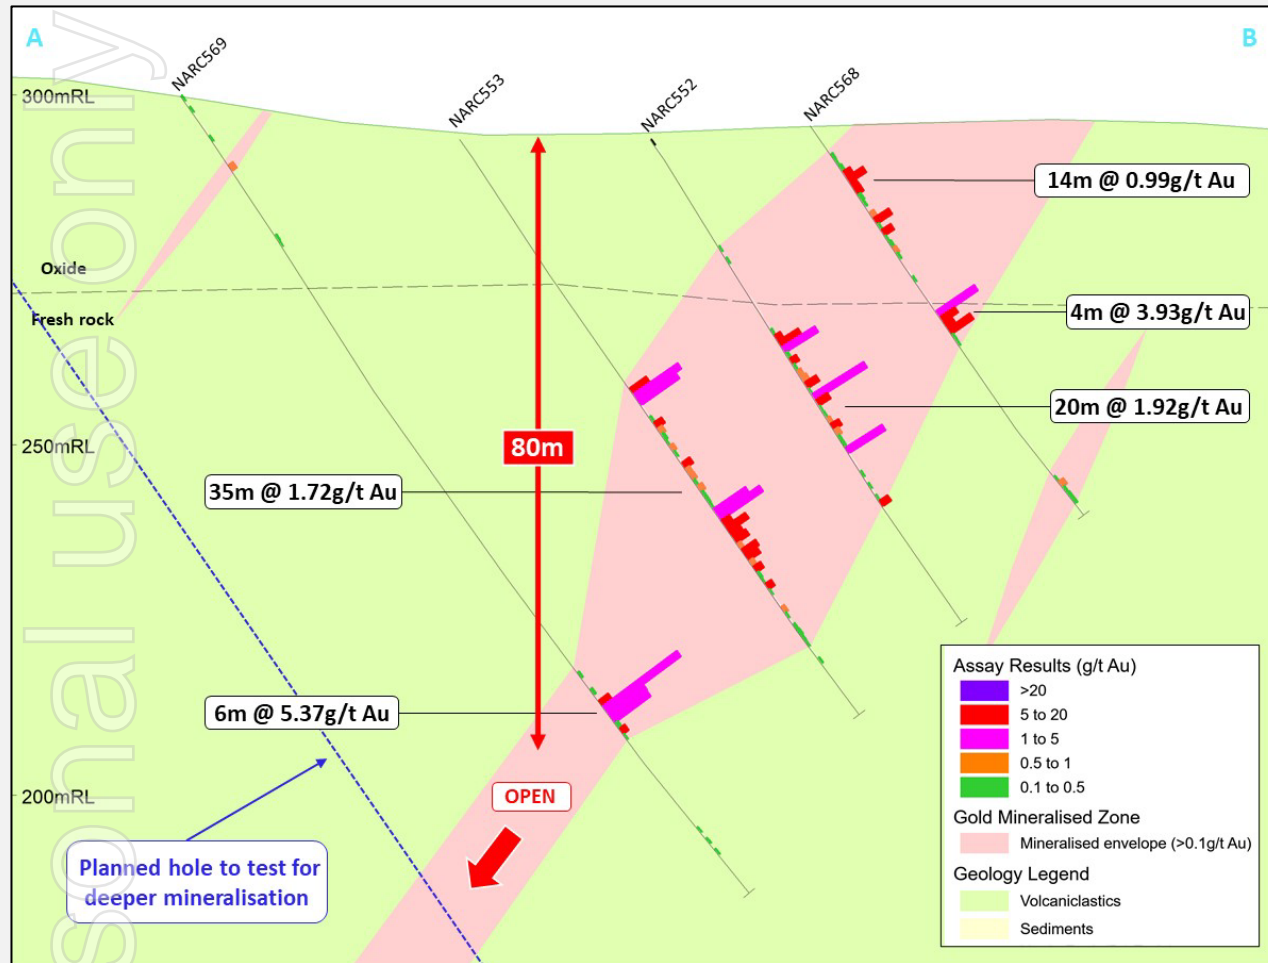 A
B
NARC569
NARC553
NARC552
NARC568
300mRL
14m @ 0.99g/t Au
Oxide
Fresh rock
4m @ 3.93g/t Au
20m @ 1.92g/t Au
250mRL
80m
35m @ 1.72g/t Au
6m @ 5.37g/t Au
200mRL
OPEN
Planned hole to test for
deeper mineralisation
Assay Results (g/t Au)
>20
5 to 20
1 to 5
0.5 to 1
0.1 to 0.5
Gold Mineralised Zone
Mineralised envelope (>0.1g/t Au)
Geology Legend
Volcaniclastics
Sediments
sonal use only